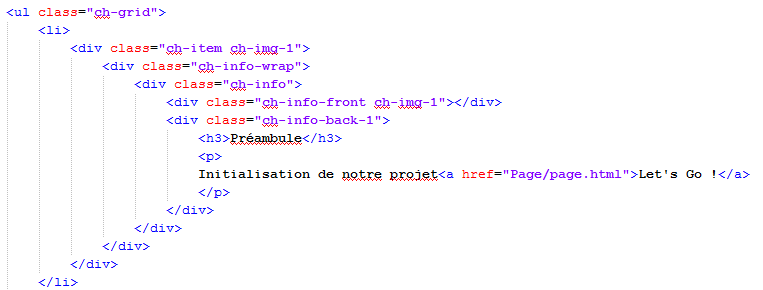 <ul class="ch-grid">
<li>
<div class="ch-item ch-img-1">
<div class="ch-info-wrap">
<div class="ch-info">
<div class="ch-info-front ch-img-1"></div>
<div class="ch-info-back-1">
<h3>Préambule</h3>
<p>
Initialisation de notre projet<a href="Page/page.html">Let's Go !</a>
</p>
</div>
</div>
</div>
</div>
</li>